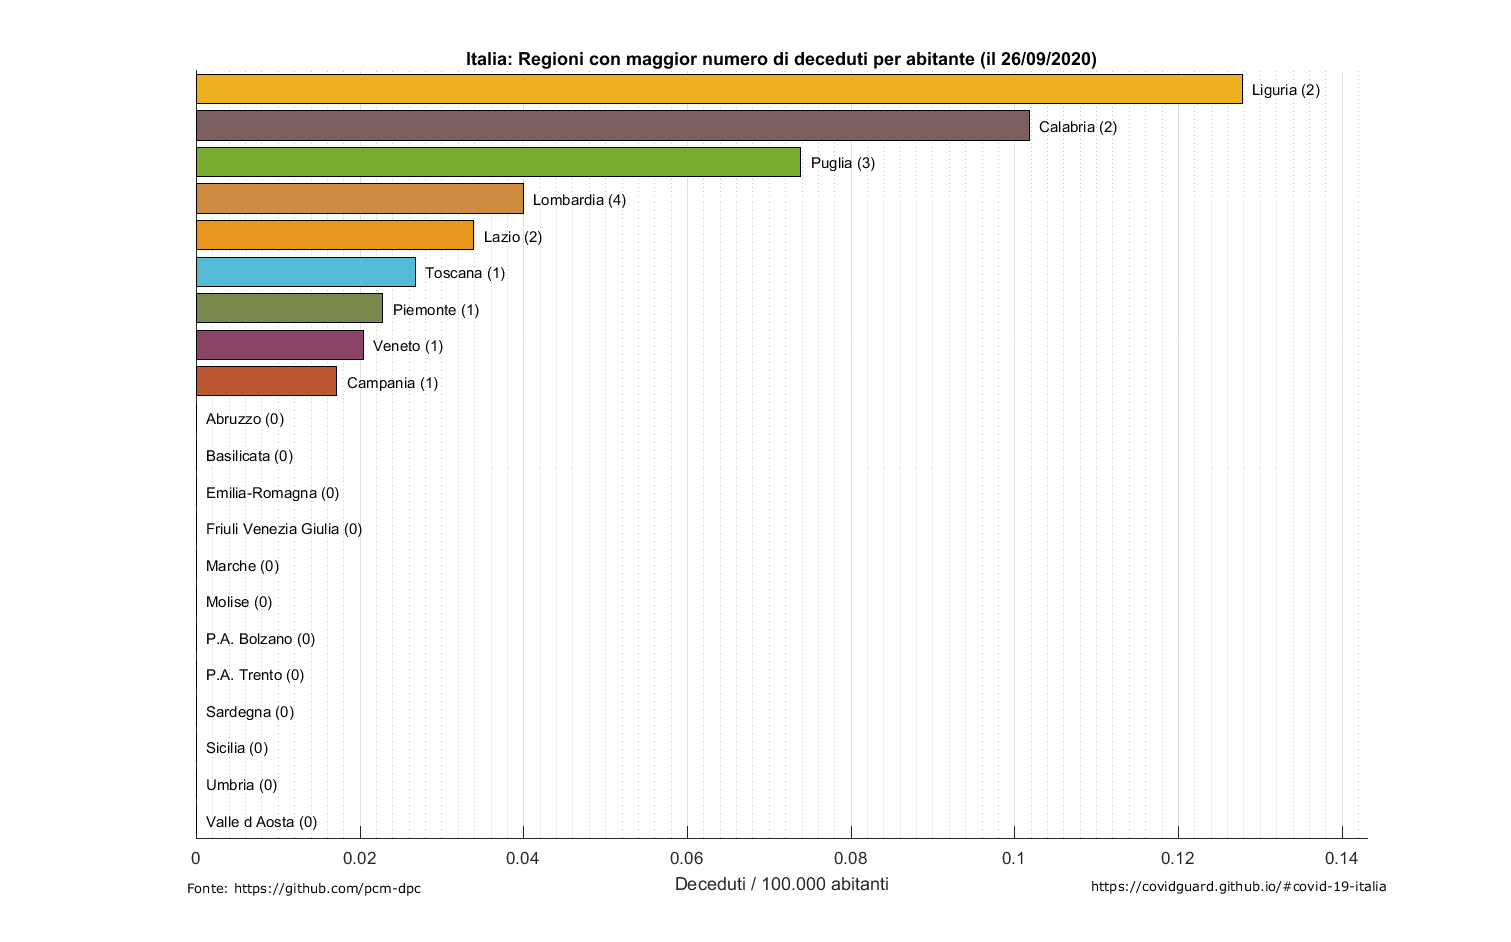 Italia: Regioni con maggior numero di deceduti per abitante (il 26/09/2020)
Liguria (2)
Calabria (2)
Puglia (3)
Lombardia (4)
Lazio (2)
Toscana (1)
Piemonte (1)
Veneto (1)
Campania (1)
Abruzzo (0)
Basilicata (0)
Emilia-Romagna (0)
Friuli Venezia Giulia (0)
Marche (0)
Molise (0)
P.A. Bolzano (0)
P.A. Trento (0)
Sardegna (0)
Sicilia (0)
Umbria (0)
Valle d Aosta (0)
0 0.02 0.04 0.06 0.08 0.1 0.12 0.14
Deceduti / 100.000 abitanti
Fonte: https://github.com/pcm-dpc
https://covidguard.github.io/#covid-19-italia